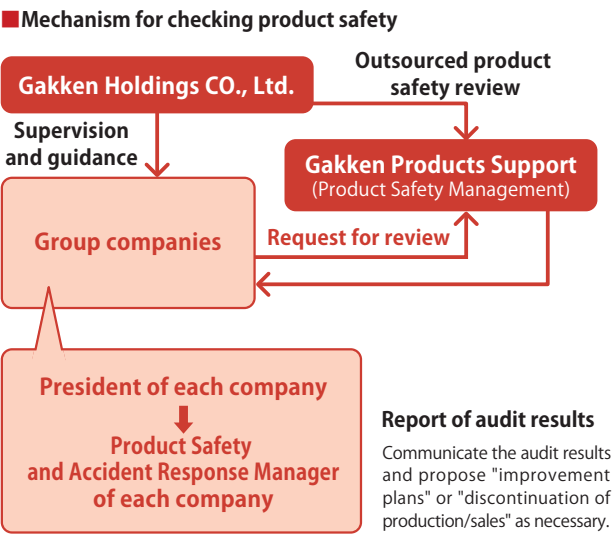 ■Mechanism for checking product safety
Gakken Holdings CO., Ltd.
Outsourced product
safety review
Supervision
and guidance
Gakken Products Support
(Product Safety Management)
Group companies
Request for review
President of each company
Product Safety
and Accident Response Manager
of each company
Report of audit results
Communicate the audit results
and propose "improvement
plans" or "discontinuation of
production/sales" as necessary.